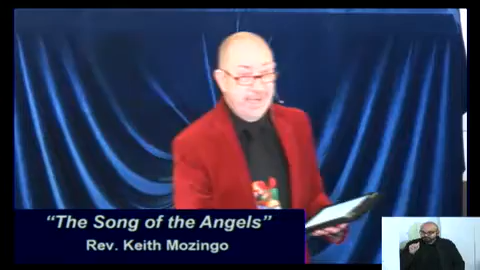 “The Song of the Angels”
Rev. Keith Mozingo